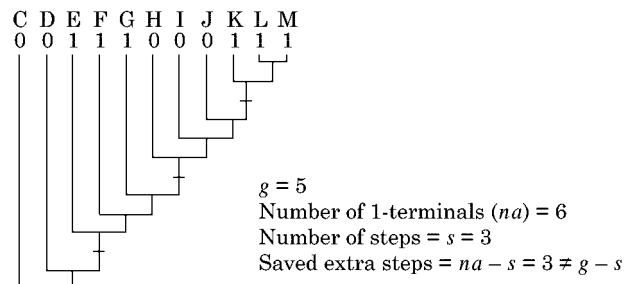 C D E F G H I J K L M
0 0 1 1 1 0 0 0 1 1 1
g = 5
Number of 1-terminals (na) = 6
Number of steps = s = 3
Saved extra steps = na – s = 3 ≠ g – s